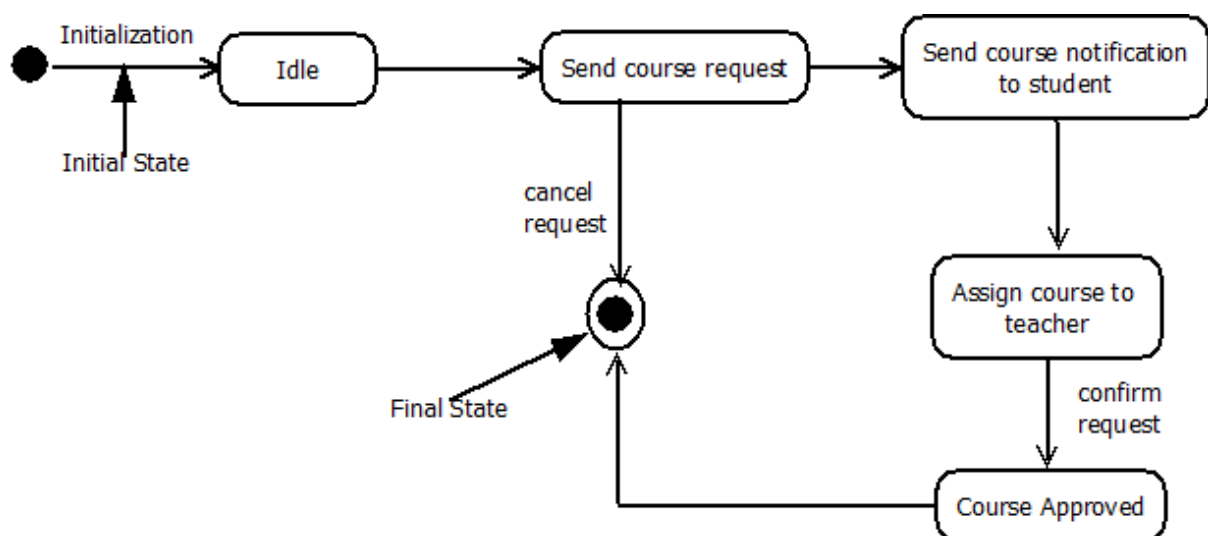 Initialization
Idle
Send course request
Send course notification
to student
Initial State
cancel
request
Assign course to
teacher
Final State
confirm
request
Course Approved